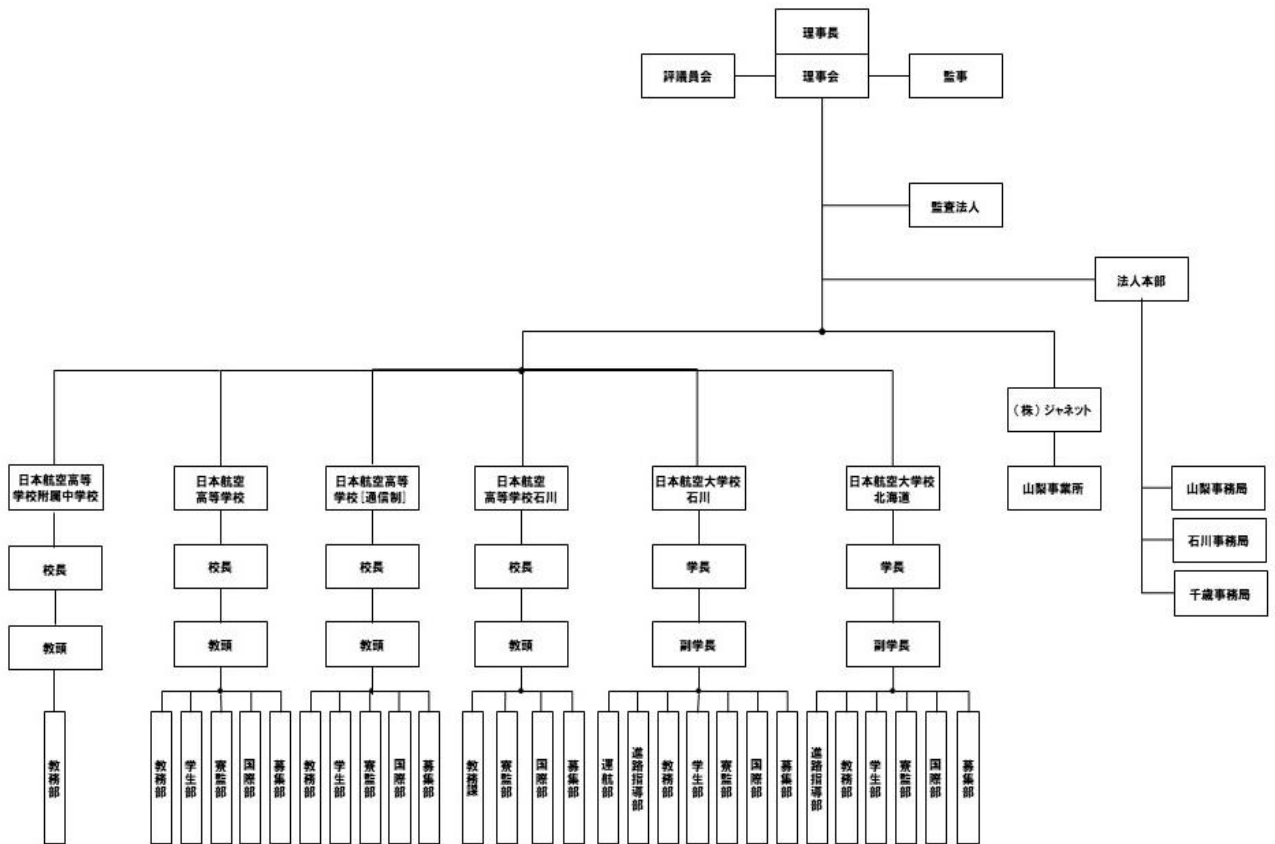 理事長
評議員会
理事会
監事
監査法人
法人本部
(株)ジャネット
日本航空高等
学校附属中学校
日本航空
高等学校
日本航空高等
学校[通信制]
日本航空
高等学校石川
日本航空大学校
石川
日本航空大学校
北海道
山梨事業所
山梨事務局
石川事務局
千歳事務局
校長
校長
校長
校長
学長
学長
教頭
教頭
教頭
教頭
副学長
副学長
教務部
教務部
学生部
寮監部
国際部
募集部
教務部
学生部
寮監部
国際部
募集部
教務課
寮監部
国際部
募集部
運航部
進路指導部
教務部
学生部
寮監部
国際部
募集部
進路指導部
教務部
学生部
寮監部
国際部
募集部